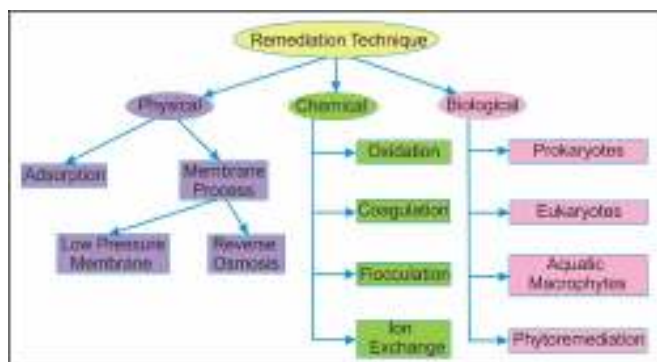 Remediation Technique
Physical
Chemical
Biological
Adsorption
Membrane
Process
Low Pressure
Membrane
Reverse
Osmosis
Oxidation
Coagulation
Flocculation
Ion
Exchange
Prokaryotes
Eukaryotes
Aquatic
Macrophytes
Phytoremediation